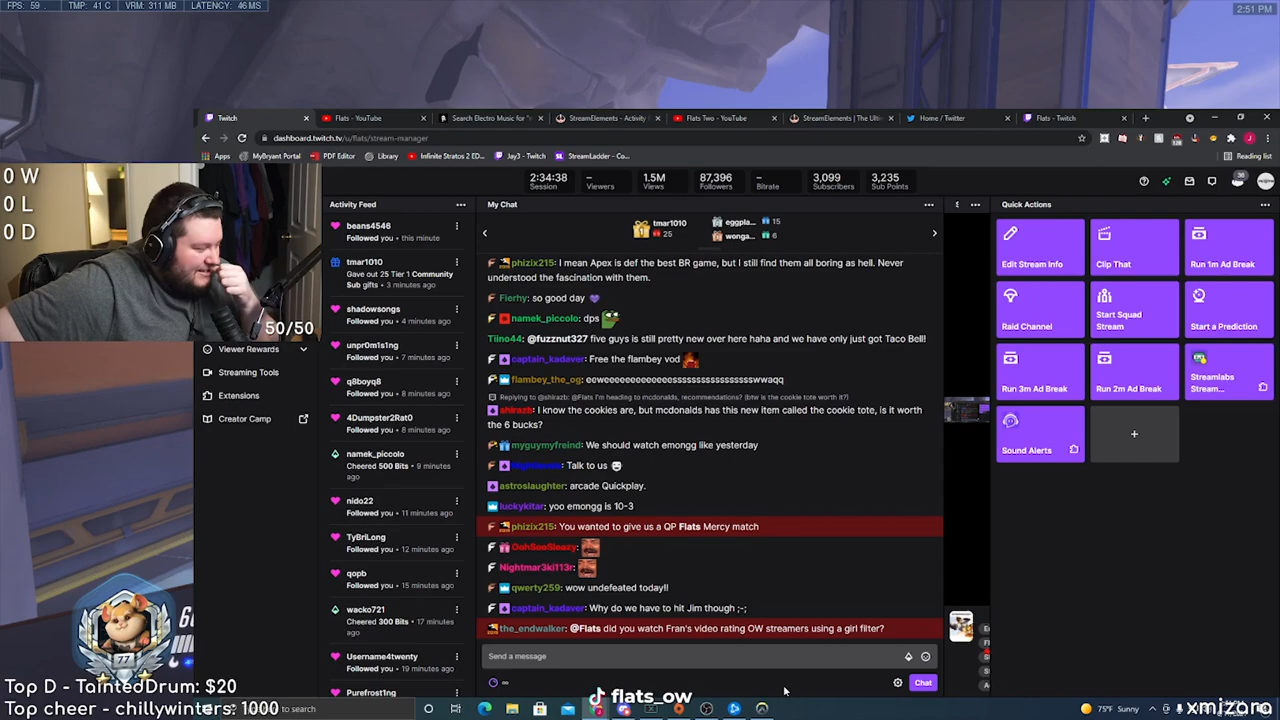 FPS: 59 TMP: 41 C VRM: 311 MB LATENCY: 46 MS
2:51 PM
Twitch
Flats - YouTube
Search Electro Music for "e
StreamElements - Activity F
Flats Two - YouTube
StreamElements | The Ultim
Home / Twitter
Flats - Twitch
dashboard.twitch.tv/u/flats/stream-manager
Apps
MyBryant Portal
PDF Editor
Library
Infinite Stratos 2 ED...
Jay3 - Twitch
StreamLadder - Co...
Reading list
0 W
0 L
0 D
50/50
2:34:38
Session
–
Viewers
1.5M
Views
87,396
Followers
–
Bitrate
3,099
Subscribers
3,235
Sub Points
38
Viewer Rewards
Streaming Tools
Extensions
Creator Camp
Activity Feed
beans4546
Followed you • this minute
tmar1010
Gave out 25 Tier 1 Community
Sub gifts • 3 minutes ago
shadowsongs
Followed you • 4 minutes ago
unpr0m1s1ng
Followed you • 7 minutes ago
q8boyq8
Followed you • 8 minutes ago
4Dumpster2Rat0
Followed you • 8 minutes ago
namek_piccolo
Cheered 500 Bits • 9 minutes
ago
nido22
Followed you • 11 minutes ago
TyBriLong
Followed you • 12 minutes ago
qopb
Followed you • 15 minutes ago
wacko721
Cheered 300 Bits • 17 minutes
ago
Username4twenty
Followed you • 19 minutes ago
Purefrost1ng
My Chat
tmar1010
25
eggpla... 15
wonga... 6
phizix215: I mean Apex is def the best BR game, but I still find them all boring as hell. Never
understood the fascination with them.
Fierhy: so good day
namek_piccolo: dps
Tiino44: @fuzznut327 five guys is still pretty new over here haha and we have only just got Taco Bell!
captain_kadaver: Free the flambey vod
flambey_the_og: eeweeeeeeeeeeeesssssssssssssssswwaqq
Replying to @shirazb: @Flats I'm heading to mcdonalds, recommendations? (btw is the cookie tote worth it?)
shirazb: I know the cookies are, but mcdonalds has this new item called the cookie tote, is it worth
the 6 bucks?
myguymyfreind: We should watch emongg like yesterday
: Talk to us
astroslaughter: arcade Quickplay.
luckykitar: yoo emongg is 10-3
phizix215: You wanted to give us a QP Flats Mercy match
OohSooSleazy:
Nightmar3ki113r:
qwerty259: wow undefeated today!!
captain_kadaver: Why do we have to hit Jim though ;-;
the_endwalker: @Flats did you watch Fran's video rating OW streamers using a girl filter?
Send a message
∞
Chat
S
Quick Actions
Edit Stream Info
Clip That
Run 1m Ad Break
Raid Channel
Start Squad
Stream
Start a Prediction
Run 3m Ad Break
Run 2m Ad Break
Streamlabs
Stream...
Sound Alerts
77
Top D - TaintedDrum: $20
Top cheer - chillywinters: 1000
to search
flats_ow
75°F Sunny
xmizora